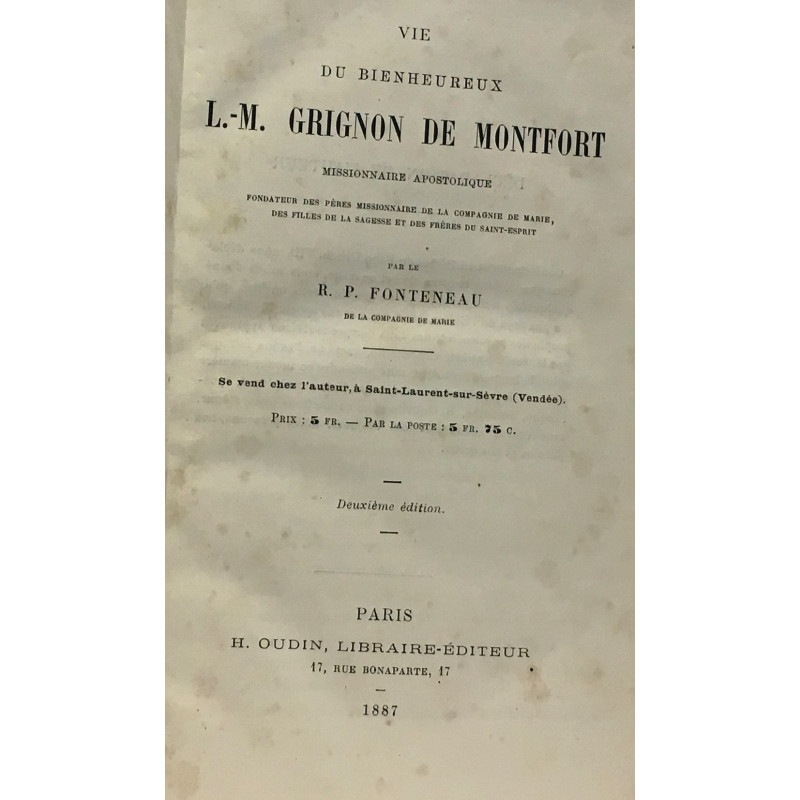 VIE
DU BIENHEUREUX
L.-M. GRIGNON DE MONTFORT
MISSIONNAIRE APOSTOLIQUE
FONDATEUR DES PÈRES MISSIONNAIRE DE LA COMPAGNIE DE MARIE,
DES FILLES DE LA SAGESSE ET DES FRÈRES DU SAINT-ESPRIT
PAR LE
R. P. FONTENEAU
DE LA COMPAGNIE DE MARIE
Se vend chez l'auteur, à Saint-Laurent-sur-Sèvre (Vendée).
PRIX : 5 FR. — PAR LA POSTE : 5 FR. 75 C.
Deuxième édition.
PARIS
H. OUDIN, LIBRAIRE-ÉDITEUR
17, RUE BONAPARTE, 17
1887